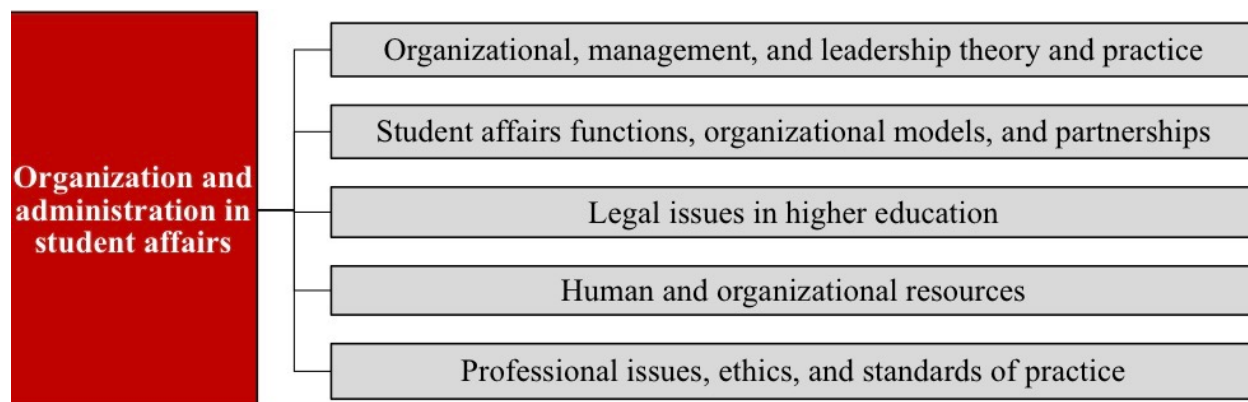 Organization and
administration in
student affairs
Organizational, management, and leadership theory and practice
Student affairs functions, organizational models, and partnerships
Legal issues in higher education
Human and organizational resources
Professional issues, ethics, and standards of practice